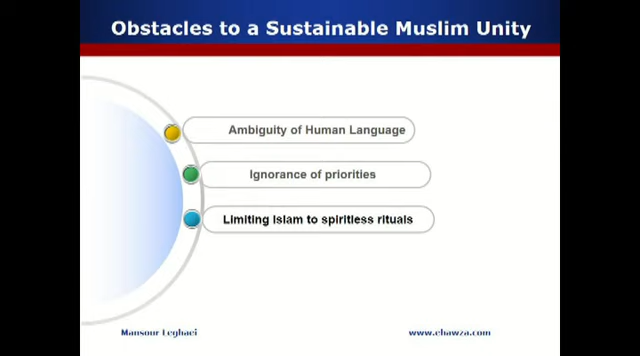 Obstacles to a Sustainable Muslim Unity
Ambiguity of Human Language
Ignorance of priorities
Limiting Islam to spiritless rituals
Mansour Leghaei
www.ehawza.com